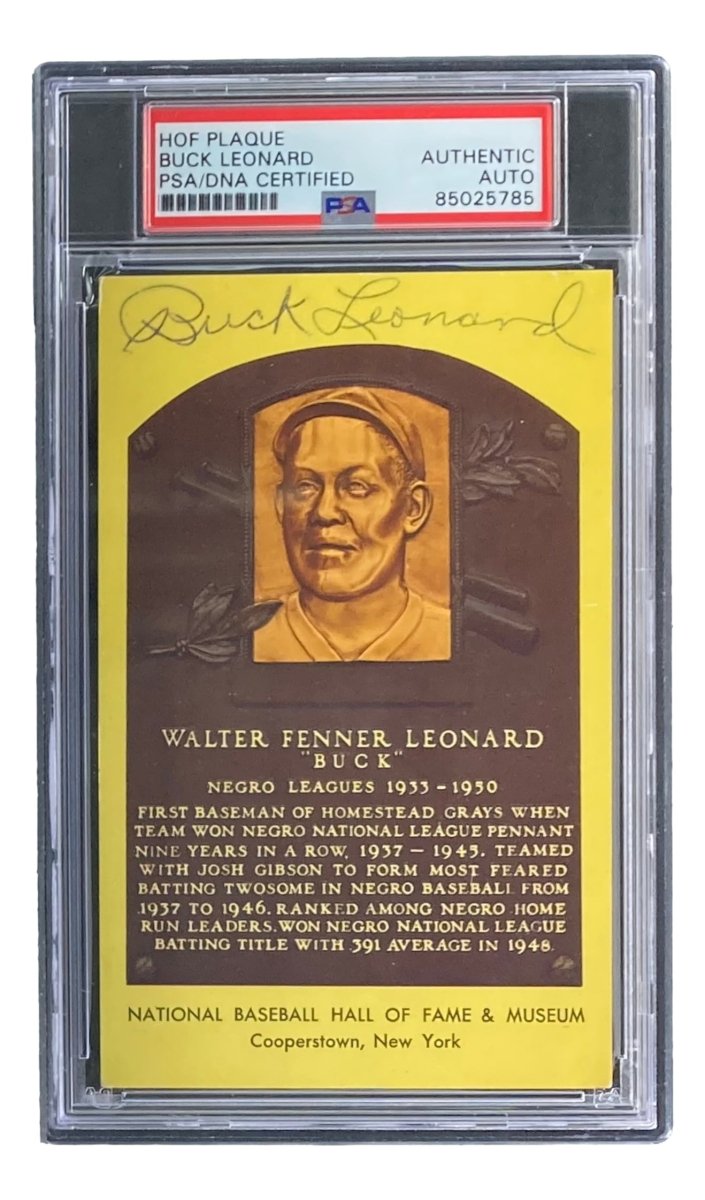 HOF PLAQUE
BUCK LEONARD
PSA/DNA CERTIFIED
AUTHENTIC
AUTO
85025785
PSA
Buck Leonard
WALTER FENNER LEONARD
"BUCK"
NEGRO LEAGUES 1933-1950
FIRST BASEMAN OF HOMESTEAD GRAYS WHEN
TEAM WON NEGRO NATIONAL LEAGUE PENNANT
NINE YEARS IN A ROW, 1937 – 1945. TEAMED
WITH JOSH GIBSON TO FORM MOST FEARED
BATTING TWOSOME IN NEGRO BASEBALL FROM
1937 TO 1946. RANKED AMONG NEGRO HOME
RUN LEADERS. WON NEGRO NATIONAL LEAGUE
BATTING TITLE WITH .391 AVERAGE IN 1948.
NATIONAL BASEBALL HALL OF FAME & MUSEUM
Cooperstown, New York